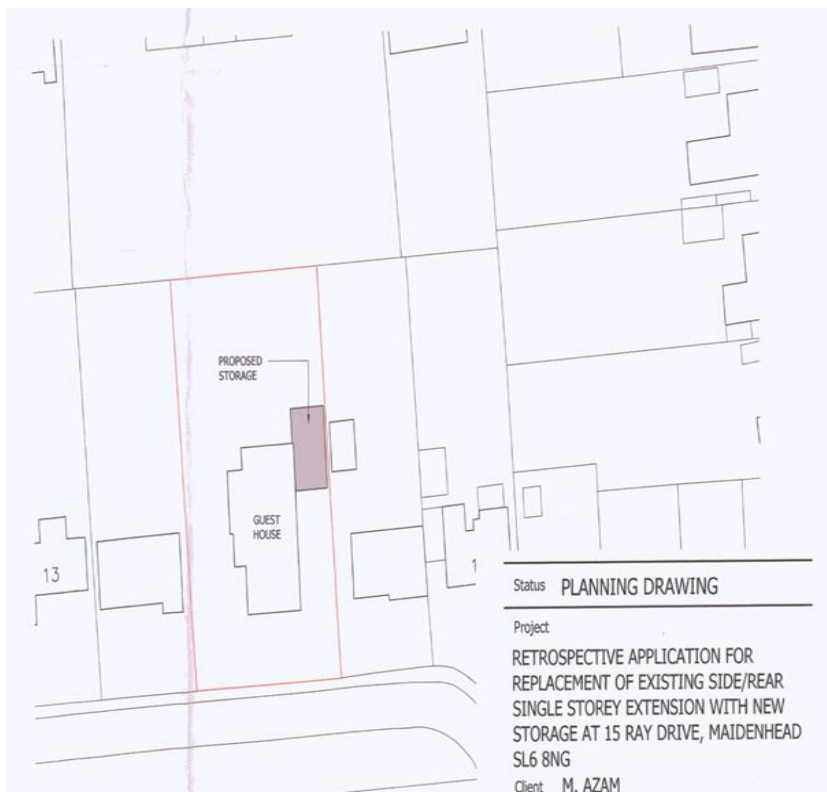 PROPOSED
STORAGE
GUEST
HOUSE
13
1
Status PLANNING DRAWING
Project
RETROSPECTIVE APPLICATION FOR
REPLACEMENT OF EXISTING SIDE/REAR
SINGLE STOREY EXTENSION WITH NEW
STORAGE AT 15 RAY DRIVE, MAIDENHEAD
SL6 8NG
Client M. AZAM